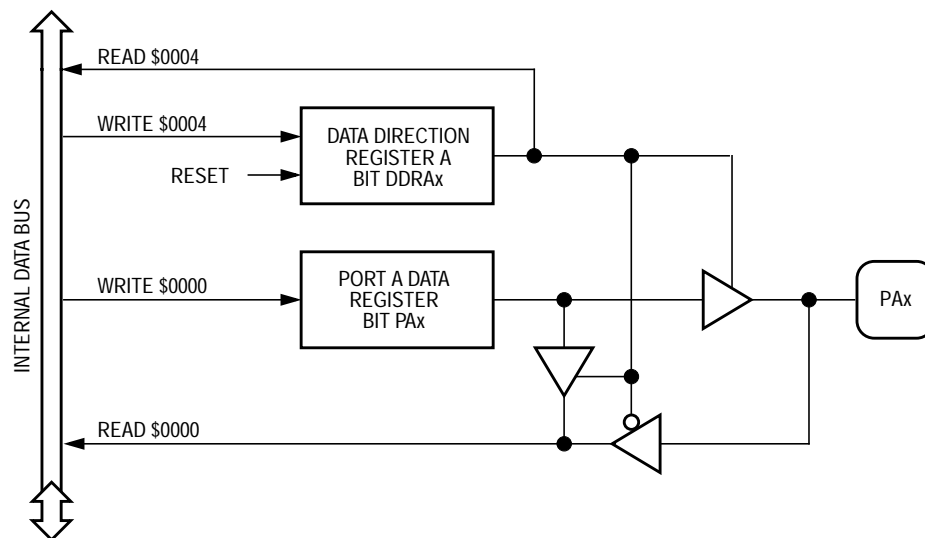 READ $0004
WRITE $0004
DATA DIRECTION
REGISTER A
BIT DDRAx
RESET
INTERNAL DATA BUS
WRITE $0000
PORT A DATA
REGISTER
BIT PAx
PAx
READ $0000